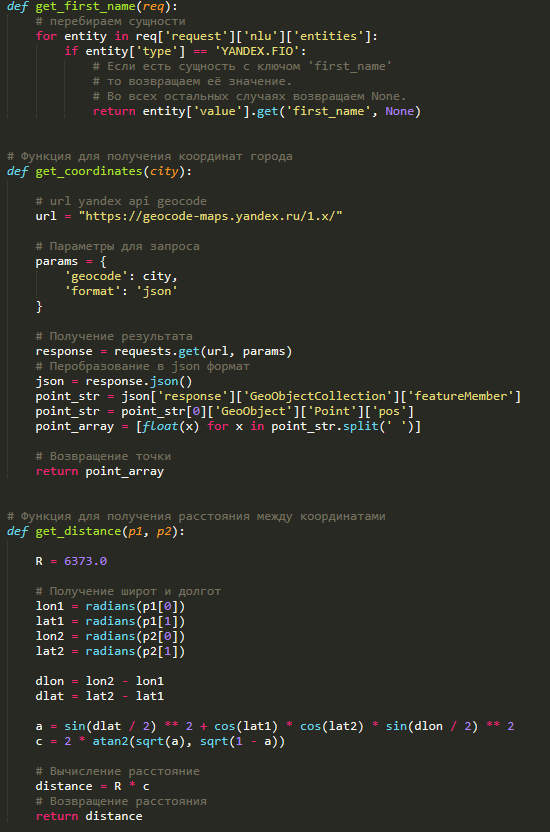 def get_first_name(req):
    # перебираем сущности
    for entity in req['request']['nlu']['entities']:
        if entity['type'] == 'YANDEX.FIO':
            # Если есть сущность с ключом 'first_name'
            # то возвращаем её значение.
            # Во всех остальных случаях возвращаем None.
            return entity['value'].get('first_name', None)
# Функция для получения координат города
def get_coordinates(city):
    # url yandex api geocode
    url = "https://geocode-maps.yandex.ru/1.x/"
    # Параметры для запроса
    params = {
        'geocode': city,
        'format': 'json'
    }
    # Получение результата
    response = requests.get(url, params)
    # Перобразование в json формат
    json = response.json()
    point_str = json['response']['GeoObjectCollection']['featureMember']
    point_str = point_str[0]['GeoObject']['Point']['pos']
    point_array = [float(x) for x in point_str.split(' ')]
    # Возвращение точки
    return point_array
# Функция для получения расстояния между координатами
def get_distance(p1, p2):
    R = 6373.0
    # Получение широт и долгот
    lon1 = radians(p1[0])
    lat1 = radians(p1[1])
    lon2 = radians(p2[0])
    lat2 = radians(p2[1])
    dlon = lon2 - lon1
    dlat = lat2 - lat1
    a = sin(dlat / 2) ** 2 + cos(lat1) * cos(lat2) * sin(dlon / 2) ** 2
    c = 2 * atan2(sqrt(a), sqrt(1 - a))
    # Вычисление расстояние
    distance = R * c
    # Возвращение расстояния
    return distance